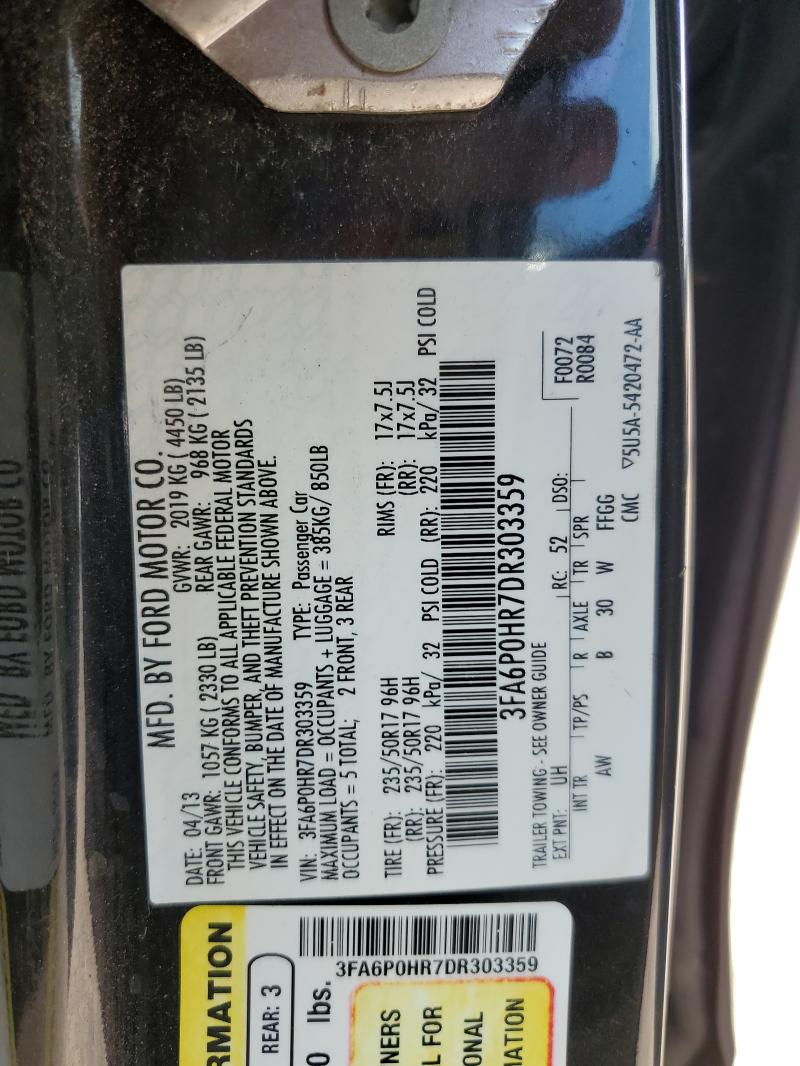 MFD. BY FORD MOTOR CO.
DATE: 04/13 GVWR: 2019 KG ( 4450 LB)
FRONT GAWR: 1057 KG ( 2330 LB) REAR GAWR: 968 KG ( 2135 LB)
THIS VEHICLE CONFORMS TO ALL APPLICABLE FEDERAL MOTOR
VEHICLE SAFETY, BUMPER, AND THEFT PREVENTION STANDARDS
IN EFFECT ON THE DATE OF MANUFACTURE SHOWN ABOVE.
VIN: 3FA6P0HR7DR303359 TYPE: Passenger Car
MAXIMUM LOAD = OCCUPANTS + LUGGAGE = 385KG/ 850LB
OCCUPANTS = 5 TOTAL; 2 FRONT, 3 REAR
TIRE (FR): 235/50R17 96H RIMS (FR): 17x7.5J
(RR): 235/50R17 96H (RR): 17x7.5J
PRESSURE (FR): 220 kPa/ 32 PSI COLD (RR): 220 kPa/ 32 PSI COLD
3FA6P0HR7DR303359
TRAILER TOWING - SEE OWNER GUIDE
EXT PNT: UH RC: 52 DSO: F0072
R0084
INT TR TP/PS R AXLE TR SPR
AW B 30 W FFGG
CMC ▽5U5A-5420472-AA
RMATION
REAR: 3
0 lbs.
3FA6P0HR7DR303359
NERS
L FOR
ONAL
MATION